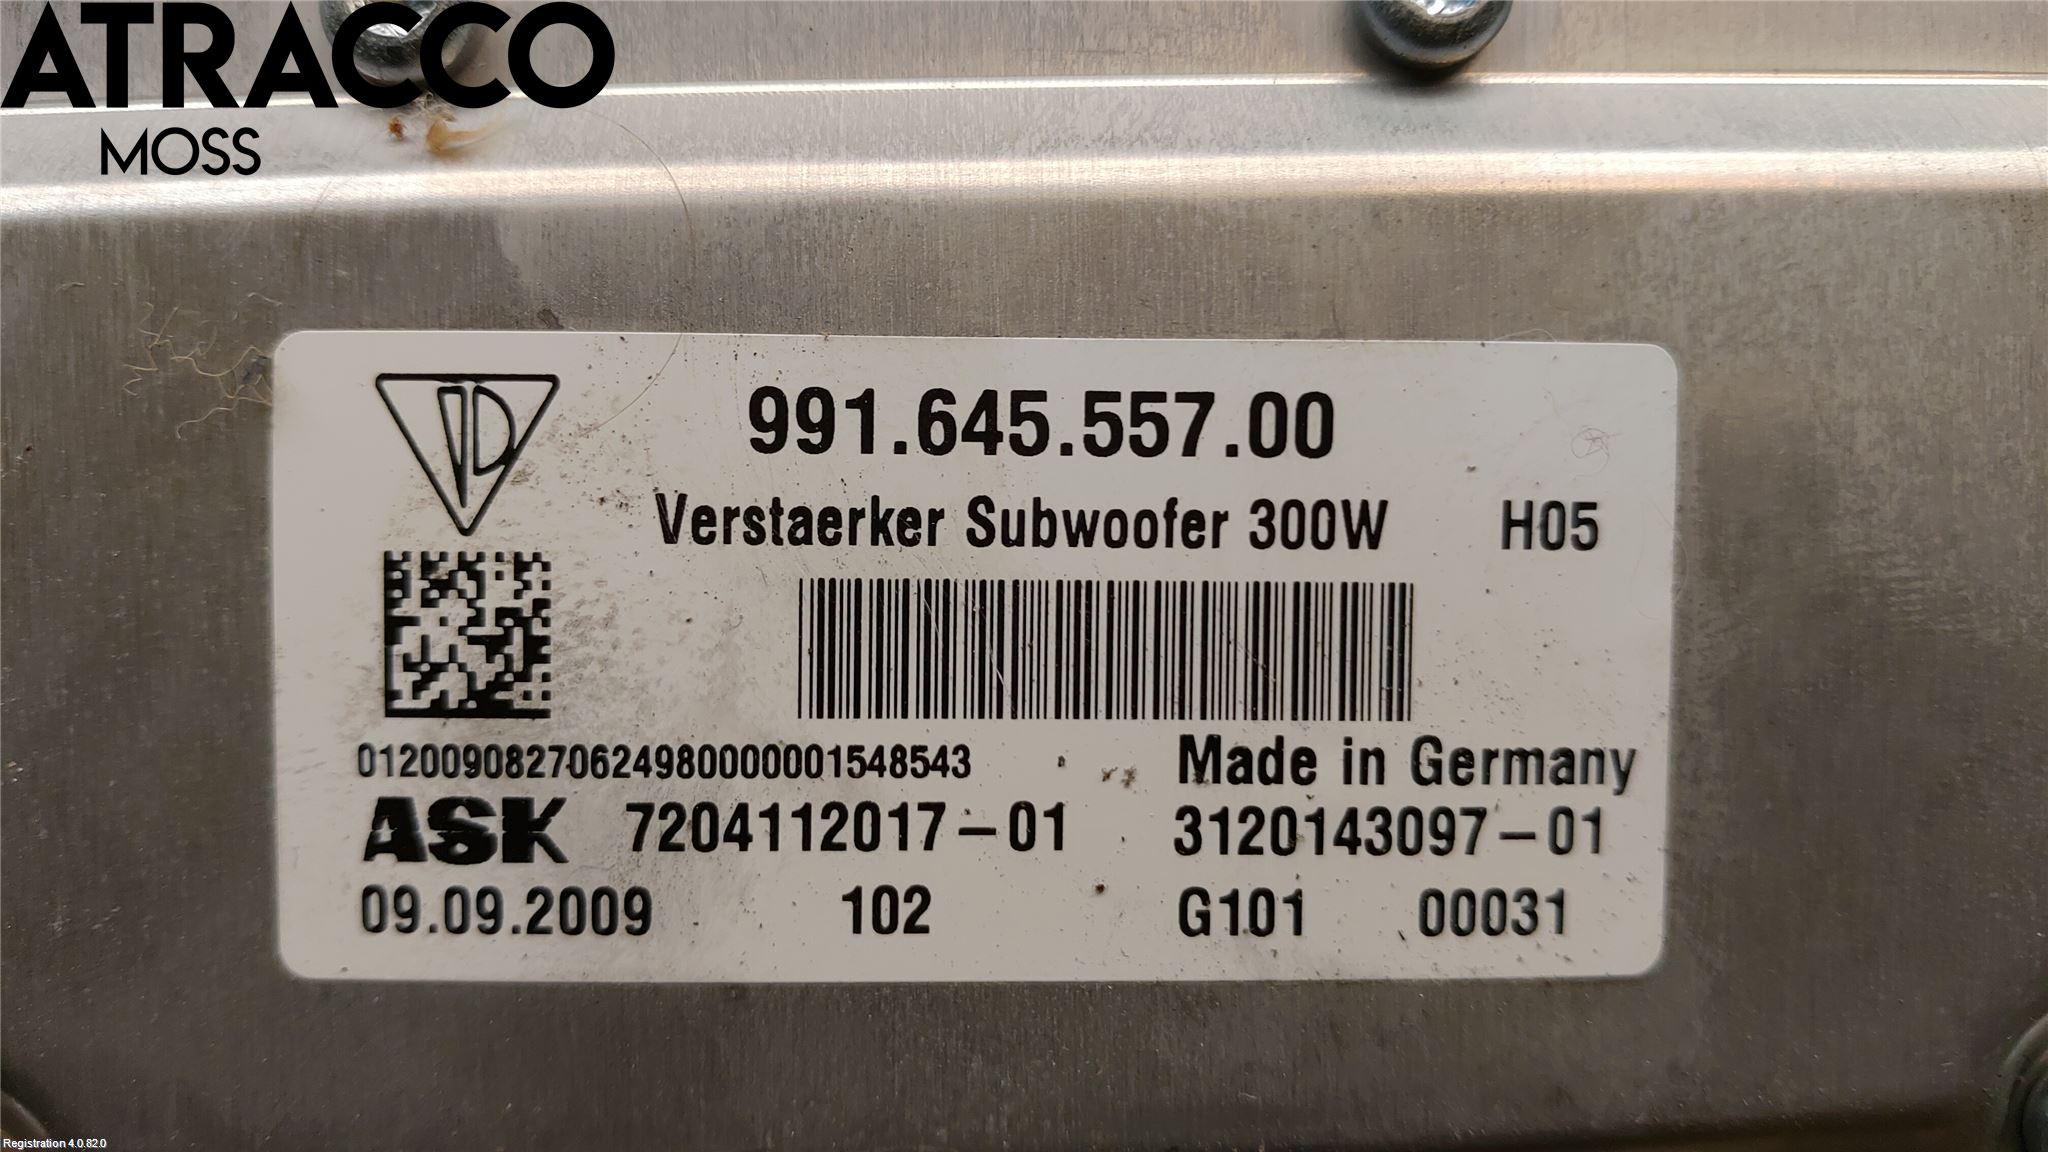 ATRACCO
MOSS
991.645.557.00
Verstaerker Subwoofer 300W H05
01200908270624980000001548543 Made in Germany
ASK 7204112017-01 3120143097-01
09.09.2009 102 G101 00031
Registration 4.0.82.0